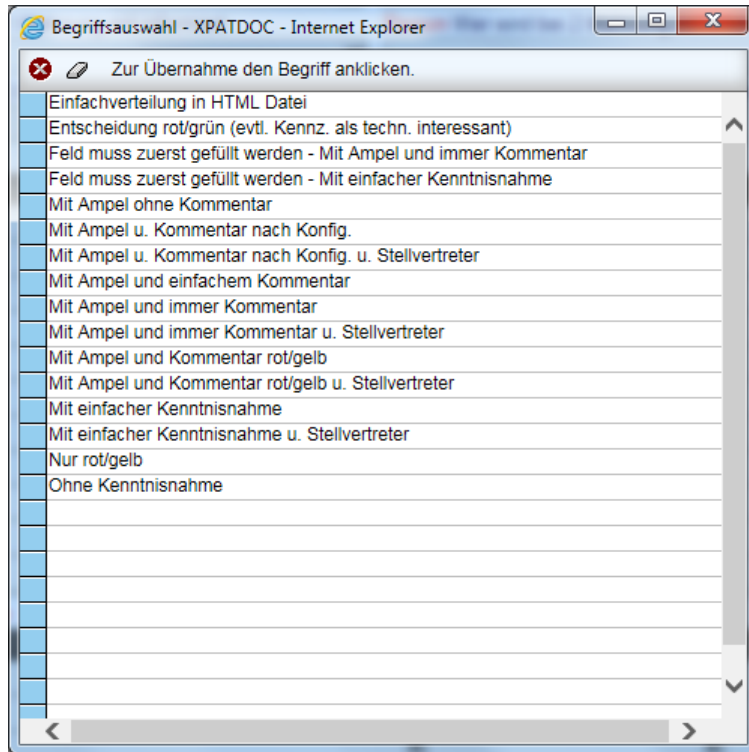 Begriffsauswahl - XPATDOC - Internet Explorer
Zur Übernahme den Begriff anklicken.
Einfachverteilung in HTML Datei
Entscheidung rot/grün (evtl. Kennz. als techn. interessant)
Feld muss zuerst gefüllt werden - Mit Ampel und immer Kommentar
Feld muss zuerst gefüllt werden - Mit einfacher Kenntnisnahme
Mit Ampel ohne Kommentar
Mit Ampel u. Kommentar nach Konfig.
Mit Ampel u. Kommentar nach Konfig. u. Stellvertreter
Mit Ampel und einfachem Kommentar
Mit Ampel und immer Kommentar
Mit Ampel und immer Kommentar u. Stellvertreter
Mit Ampel und Kommentar rot/gelb
Mit Ampel und Kommentar rot/gelb u. Stellvertreter
Mit einfacher Kenntnisnahme
Mit einfacher Kenntnisnahme u. Stellvertreter
Nur rot/gelb
Ohne Kenntnisnahme